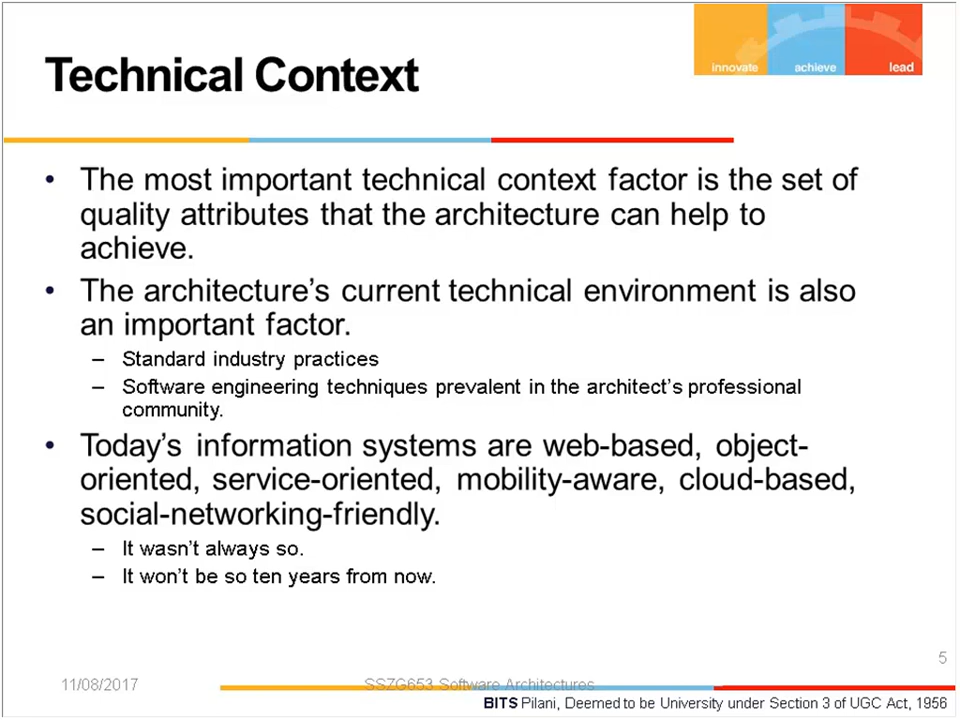 innovate achieve lead
Technical Context
• The most important technical context factor is the set of
quality attributes that the architecture can help to
achieve.
• The architecture’s current technical environment is also
an important factor.
– Standard industry practices
– Software engineering techniques prevalent in the architect’s professional
community.
• Today’s information systems are web-based, object-
oriented, service-oriented, mobility-aware, cloud-based,
social-networking-friendly.
– It wasn’t always so.
– It won’t be so ten years from now.
5
11/08/2017 SSZG653 Software Architectures
BITS Pilani, Deemed to be University under Section 3 of UGC Act, 1956